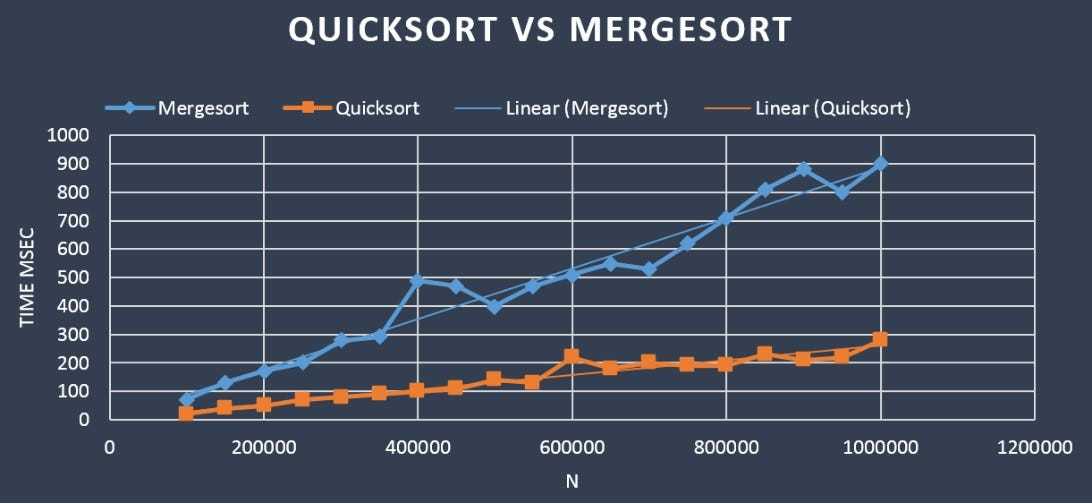 QUICKSORT VS MERGESORT
Mergesort Quicksort Linear (Mergesort) Linear (Quicksort)
1000
900
800
700
600
500
400
300
200
100
0
TIME MSEC
0 200000 400000 600000 800000 1000000 1200000
N